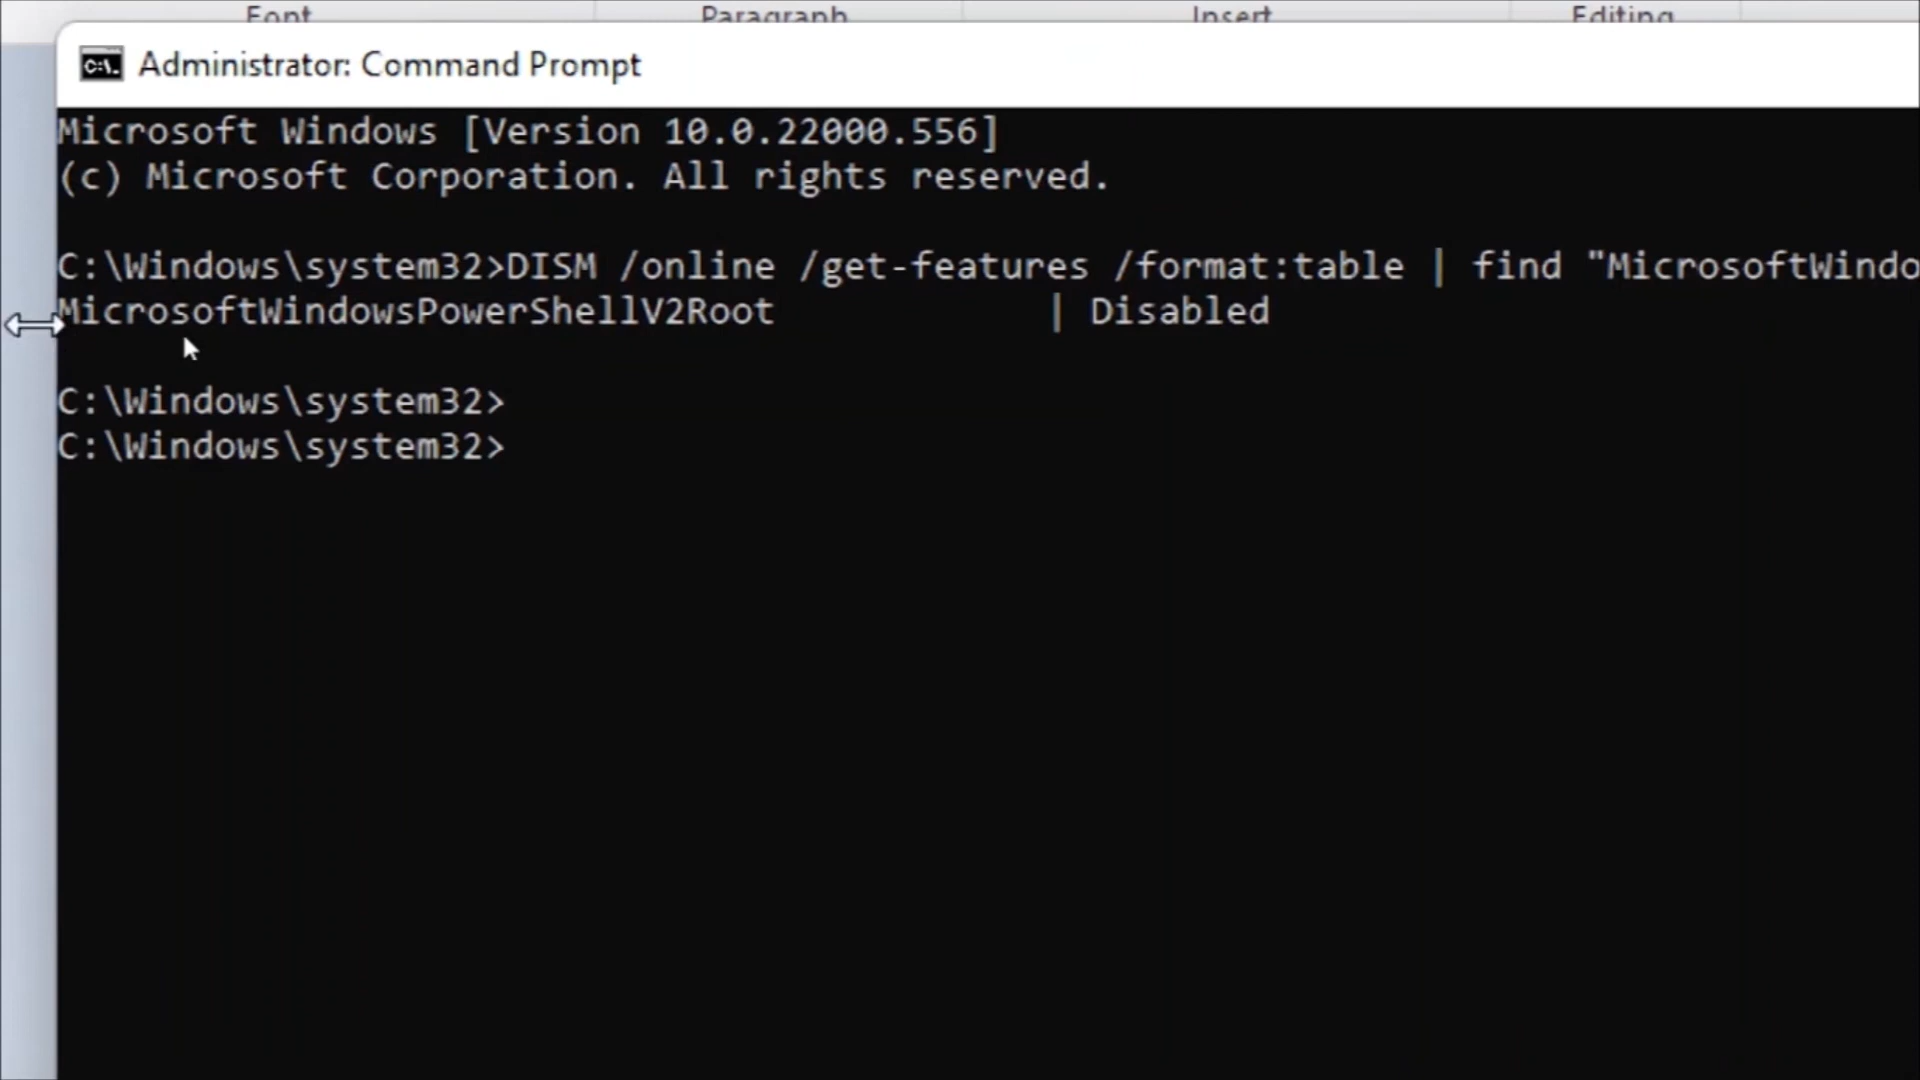 Font Paragraph Insert Editing
Administrator: Command Prompt
Microsoft Windows [Version 10.0.22000.556]
(c) Microsoft Corporation. All rights reserved.
C:\Windows\system32>DISM /online /get-features /format:table | find "MicrosoftWindo
MicrosoftWindowsPowerShellV2Root | Disabled
C:\Windows\system32>
C:\Windows\system32>